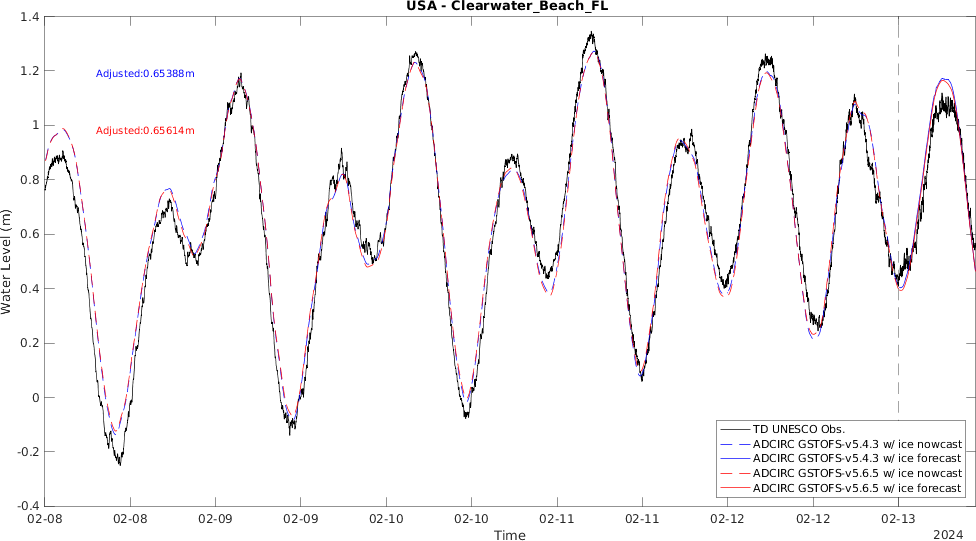 USA - Clearwater_Beach_FL
1.4
1.2
1
0.8
0.6
0.4
0.2
0
-0.2
-0.4
Water Level (m)
Adjusted:0.65388m
Adjusted:0.65614m
TD UNESCO Obs.
ADCIRC GSTOFS-v5.4.3 w/ ice nowcast
ADCIRC GSTOFS-v5.4.3 w/ ice forecast
ADCIRC GSTOFS-v5.6.5 w/ ice nowcast
ADCIRC GSTOFS-v5.6.5 w/ ice forecast
02-08 02-08 02-09 02-09 02-10 02-10 02-11 02-11 02-12 02-12 02-13
Time
2024